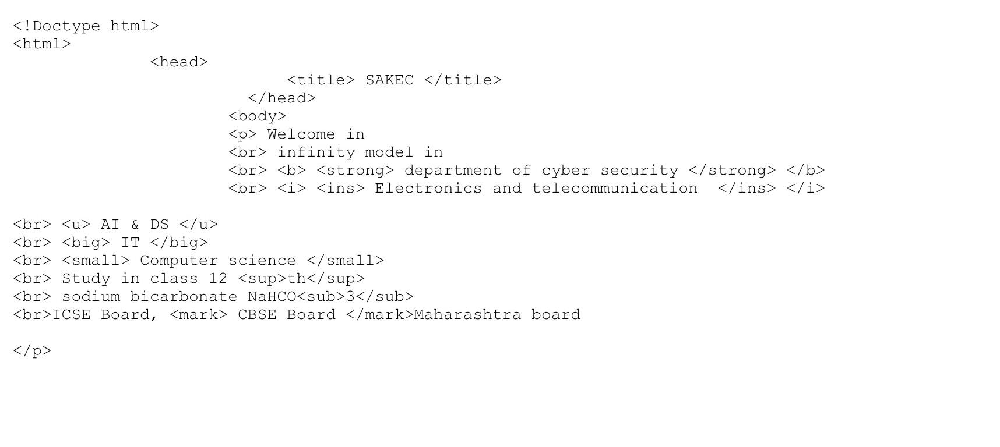 <!Doctype html>
<html>
<head>
<title> SAKEC </title>
</head>
<body>
<p> Welcome in
<br> infinity model in
<br> <b> <strong> department of cyber security </strong> </b>
<br> <i> <ins> Electronics and telecommunication  </ins> </i>
<br> <u> AI & DS </u>
<br> <big> IT </big>
<br> <small> Computer science </small>
<br> Study in class 12 <sup>th</sup>
<br> sodium bicarbonate NaHCO<sub>3</sub>
<br>ICSE Board, <mark> CBSE Board </mark>Maharashtra board
</p>